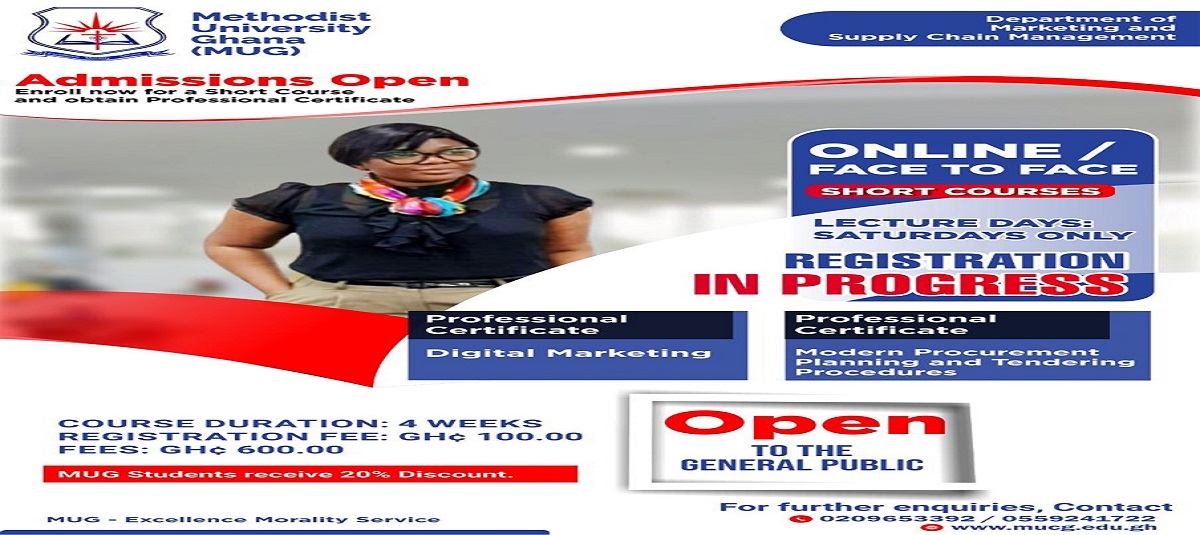 Methodist
University
Ghana
(MUG)
Department of
Marketing and
Supply Chain Management
Admissions Open
Enroll now for a Short Course
and obtain Professional Certificate
ONLINE /
FACE TO FACE
SHORT COURSES
LECTURE DAYS:
SATURDAYS ONLY
REGISTRATION
IN PROGRESS
Professional
Certificate
Digital Marketing
Professional
Certificate
Modern Procurement
Planning and Tendering
Procedures
COURSE DURATION: 4 WEEKS
REGISTRATION FEE: GH¢ 100.00
FEES: GH¢ 600.00
MUG Students receive 20% Discount.
Open
TO THE
GENERAL PUBLIC
MUG - Excellence Morality Service
For further enquiries, Contact
0209653392 / 0559241722
www.mucg.edu.gh